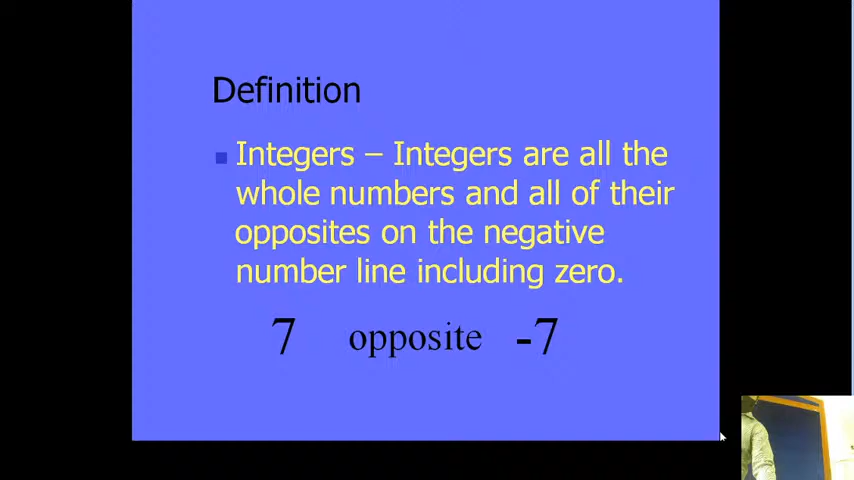 Definition
Integers – Integers are all the
whole numbers and all of their
opposites on the negative
number line including zero.
7 opposite -7